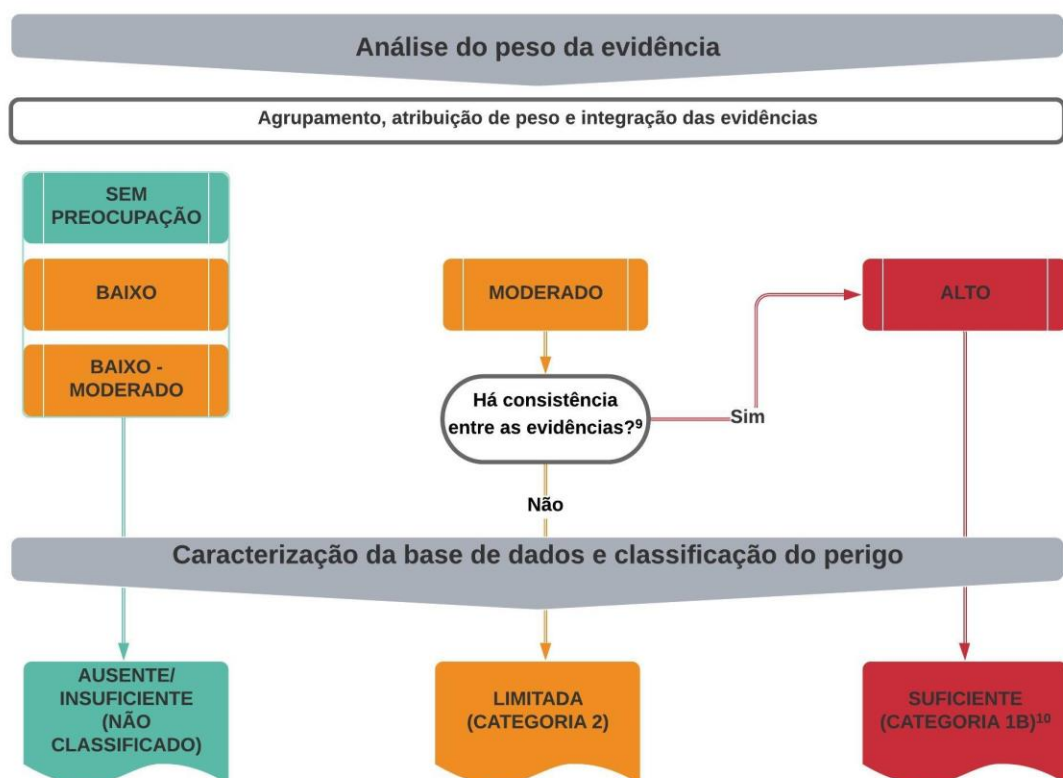 Análise do peso da evidência
Agrupamento, atribuição de peso e integração das evidências
SEM
PREOCUPAÇÃO
BAIXO
BAIXO -
MODERADO
MODERADO
ALTO
Há consistência
entre as evidências?⁹
Sim
Não
Caracterização da base de dados e classificação do perigo
AUSENTE/
INSUFICIENTE
(NÃO
CLASSIFICADO)
LIMITADA
(CATEGORIA 2)
SUFICIENTE
(CATEGORIA 1B)¹⁰